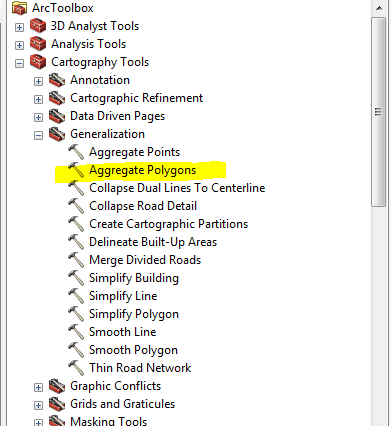 ArcToolbox
3D Analyst Tools
Analysis Tools
Cartography Tools
Annotation
Cartographic Refinement
Data Driven Pages
Generalization
Aggregate Points
Aggregate Polygons
Collapse Dual Lines To Centerline
Collapse Road Detail
Create Cartographic Partitions
Delineate Built-Up Areas
Merge Divided Roads
Simplify Building
Simplify Line
Simplify Polygon
Smooth Line
Smooth Polygon
Thin Road Network
Graphic Conflicts
Grids and Graticules
Masking Tools